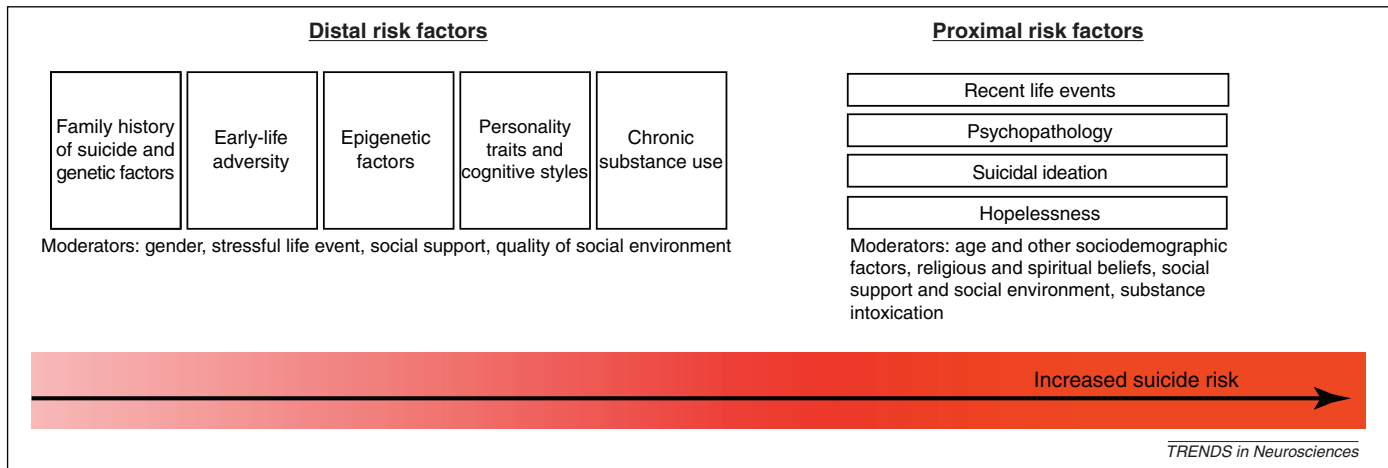 Distal risk factors
Family history
of suicide and
genetic factors
Early-life
adversity
Epigenetic
factors
Personality
traits and
cognitive styles
Chronic
substance use
Moderators: gender, stressful life event, social support, quality of social environment
Proximal risk factors
Recent life events
Psychopathology
Suicidal ideation
Hopelessness
Moderators: age and other sociodemographic
factors, religious and spiritual beliefs, social
support and social environment, substance
intoxication
Increased suicide risk
TRENDS in Neurosciences